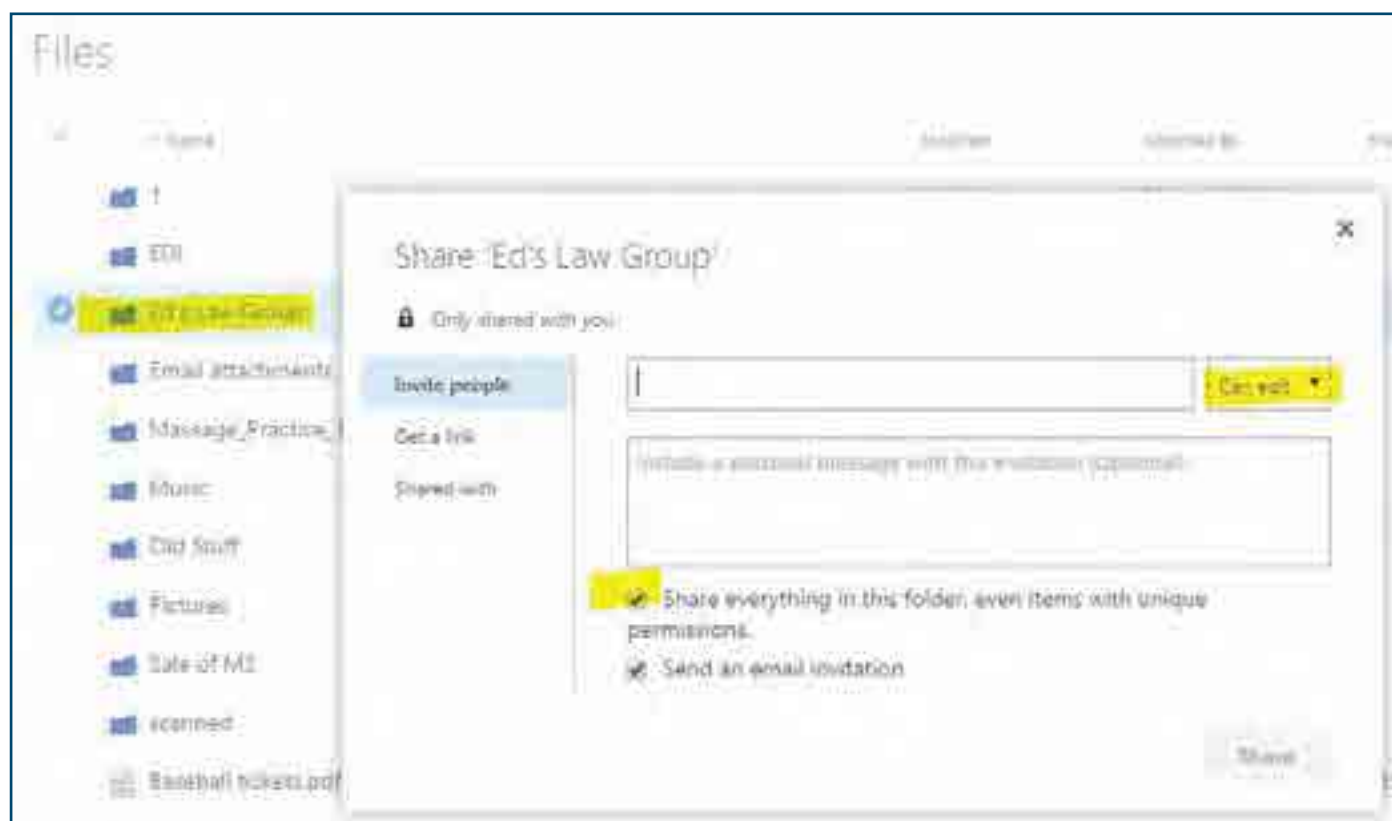 Files
Name
1
EDI
Ed's Law Group
Email attachments
Massage_Practice_
Music
Old Stuff
Pictures
Sale of M2
scanned
Baseball tickets.pdf
Share 'Ed's Law Group'
Only shared with you
Invite people
Get a link
Shared with
Can edit
Include a personal message with this invitation (Optional).
Share everything in this folder, even items with unique
permissions.
Send an email invitation
Share